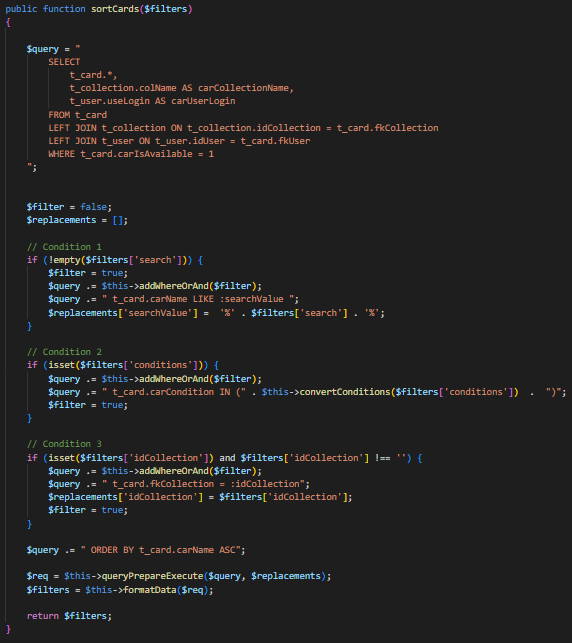 public function sortCards($filters)
{
$query = "
SELECT
t_card.*,
t_collection.colName AS carCollectionName,
t_user.useLogin AS carUserLogin
FROM t_card
LEFT JOIN t_collection ON t_collection.idCollection = t_card.fkCollection
LEFT JOIN t_user ON t_user.idUser = t_card.fkUser
WHERE t_card.carIsAvailable = 1
";
$filter = false;
$replacements = [];
// Condition 1
if (!empty($filters['search'])) {
$filter = true;
$query .= $this->addWhereOrAnd($filter);
$query .= " t_card.carName LIKE :searchValue ";
$replacements['searchValue'] =  '%' . $filters['search'] . '%';
}
// Condition 2
if (isset($filters['conditions'])) {
$query .= $this->addWhereOrAnd($filter);
$query .= " t_card.carCondition IN (" . $this->convertConditions($filters['conditions'])  .  ")";
$filter = true;
}
// Condition 3
if (isset($filters['idCollection']) and $filters['idCollection'] !== '') {
$query .= $this->addWhereOrAnd($filter);
$query .= " t_card.fkCollection = :idCollection";
$replacements['idCollection'] = $filters['idCollection'];
$filter = true;
}
$query .= " ORDER BY t_card.carName ASC";
$req = $this->queryPrepareExecute($query, $replacements);
$filters = $this->formatData($req);
return $filters;
}